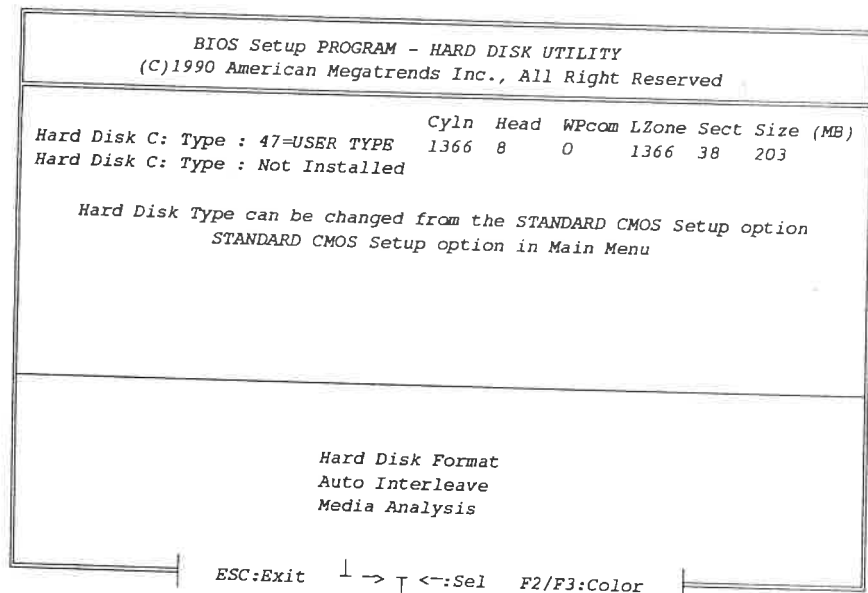 BIOS Setup PROGRAM - HARD DISK UTILITY
(C)1990 American Megatrends Inc., All Right Reserved
Cyln Head WPcom LZone Sect Size (MB)
Hard Disk C: Type : 47=USER TYPE 1366 8 0 1366 38 203
Hard Disk C: Type : Not Installed
Hard Disk Type can be changed from the STANDARD CMOS Setup option
STANDARD CMOS Setup option in Main Menu
Hard Disk Format
Auto Interleave
Media Analysis
ESC:Exit ┴ -> ┬ <-:Sel F2/F3:Color